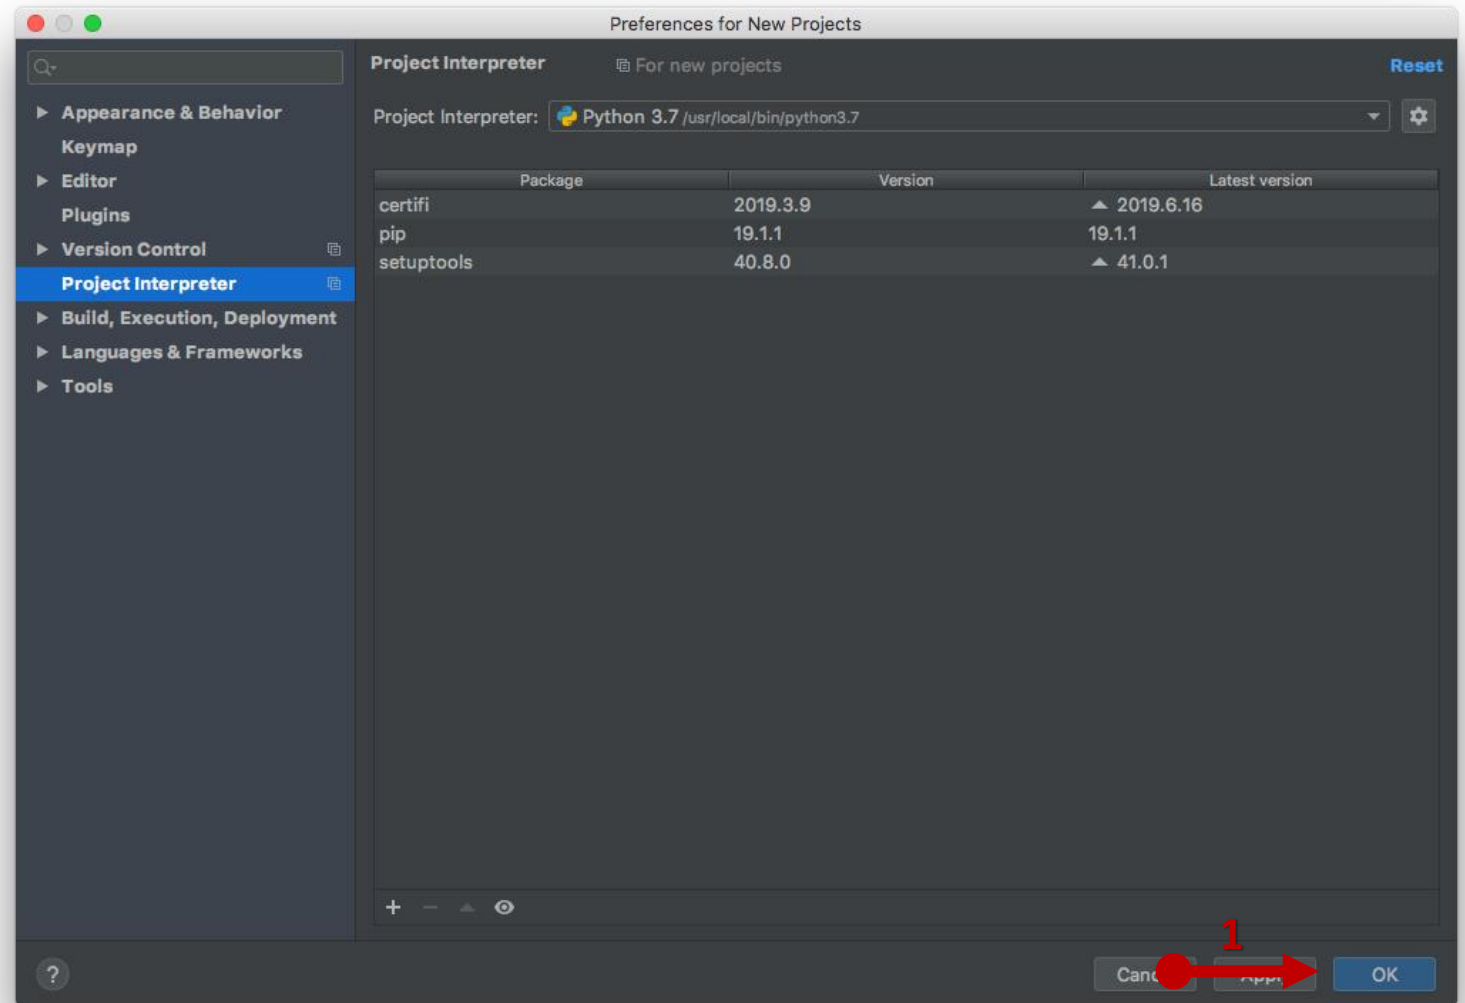 Preferences for New Projects
Appearance & Behavior
Keymap
Editor
Plugins
Version Control
Project Interpreter
Build, Execution, Deployment
Languages & Frameworks
Tools
Project Interpreter For new projects Reset
Project Interpreter: Python 3.7 /usr/local/bin/python3.7
Package Version Latest version
certifi 2019.3.9 2019.6.16
pip 19.1.1 19.1.1
setuptools 40.8.0 41.0.1
1
? OK